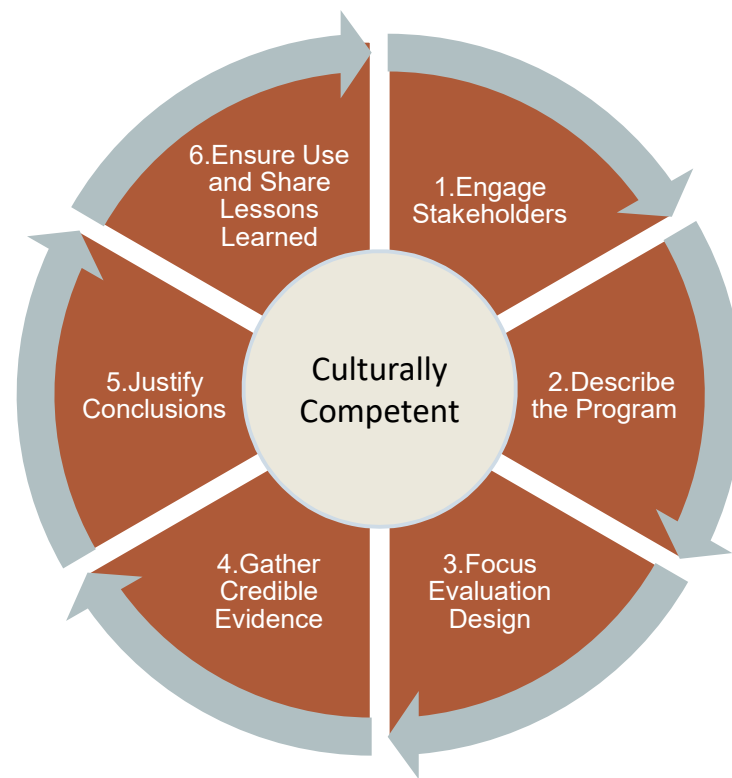 1.Engage
Stakeholders
2.Describe
the Program
3.Focus
Evaluation
Design
4.Gather
Credible
Evidence
5.Justify
Conclusions
6.Ensure Use
and Share
Lessons
Learned
Culturally
Competent